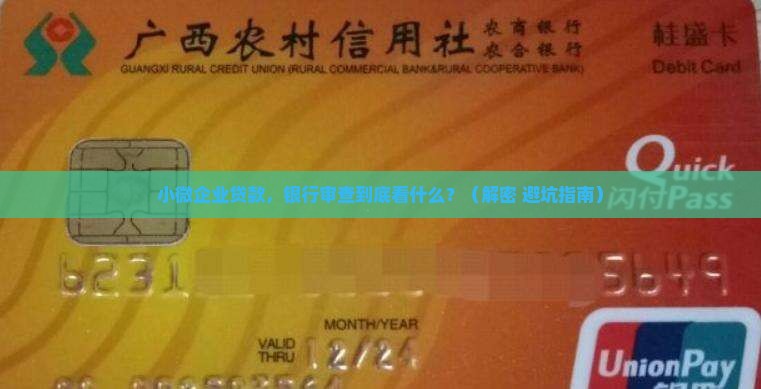 广西农村信用社 农商银行
农合银行
GUANGXI RURAL CREDIT UNION (RURAL COMMERCIAL BANK&RURAL COOPERATIVE BANK)
桂盛卡
Debit Card
Quick
小微企业贷款，银行审查到底看什么？（解密 避坑指南）
闪付Pass
6231 5649
MONTH/YEAR
VALID
THRU 12/24
UnionPay